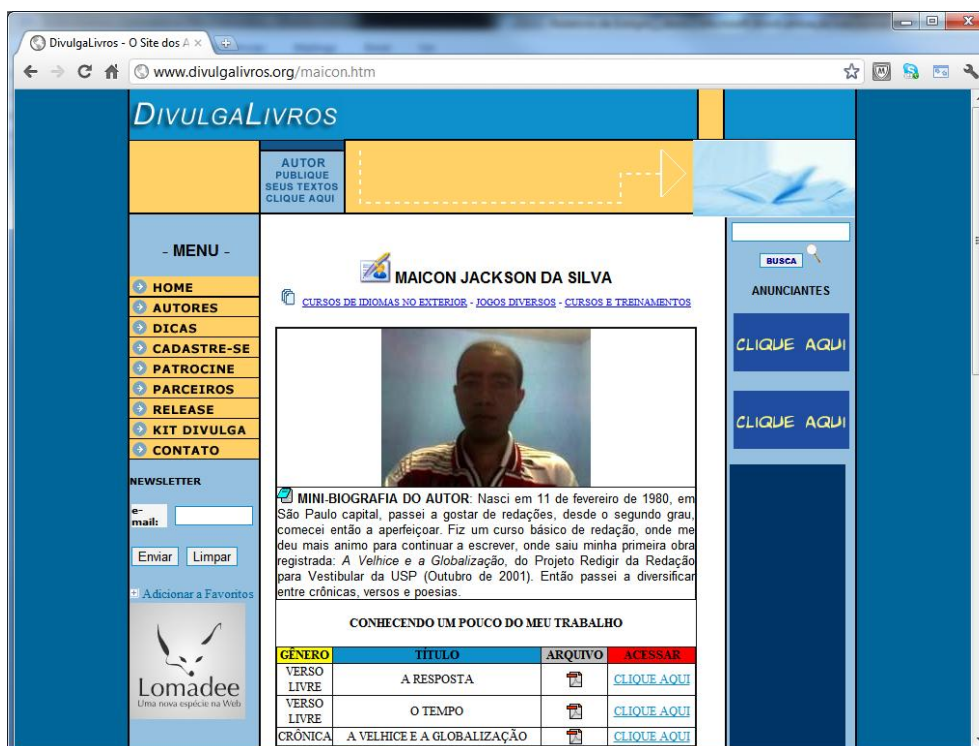 DivulgaLivros - O Site dos A
www.divulgalivros.org/maicon.htm
DIVULGALIVROS
AUTOR
PUBLIQUE
SEUS TEXTOS
CLIQUE AQUI
- MENU -
HOME
AUTORES
DICAS
CADASTRE-SE
PATROCINE
PARCEIROS
RELEASE
KIT DIVULGA
CONTATO
NEWSLETTER
e-
mail:
Enviar Limpar
Adicionar a Favoritos
Lomadee
Uma nova espécie na Web
MAICON JACKSON DA SILVA
CURSOS DE IDIOMAS NO EXTERIOR - JOGOS DIVERSOS - CURSOS E TREINAMENTOS
MINI-BIOGRAFIA DO AUTOR: Nasci em 11 de fevereiro de 1980, em
São Paulo capital, passei a gostar de redações, desde o segundo grau,
comecei então a aperfeiçoar. Fiz um curso básico de redação, onde me
deu mais animo para continuar a escrever, onde saiu minha primeira obra
registrada: A Velhice e a Globalização, do Projeto Redigir da Redação
para Vestibular da USP (Outubro de 2001). Então passei a diversificar
entre crônicas, versos e poesias.
CONHECENDO UM POUCO DO MEU TRABALHO
GÊNERO TÍTULO ARQUIVO ACESSAR
VERSO
LIVRE A RESPOSTA CLIQUE AQUI
VERSO
LIVRE O TEMPO CLIQUE AQUI
CRÔNICA A VELHICE E A GLOBALIZAÇÃO CLIQUE AQUI
BUSCA
ANUNCIANTES
CLIQUE AQUI
CLIQUE AQUI